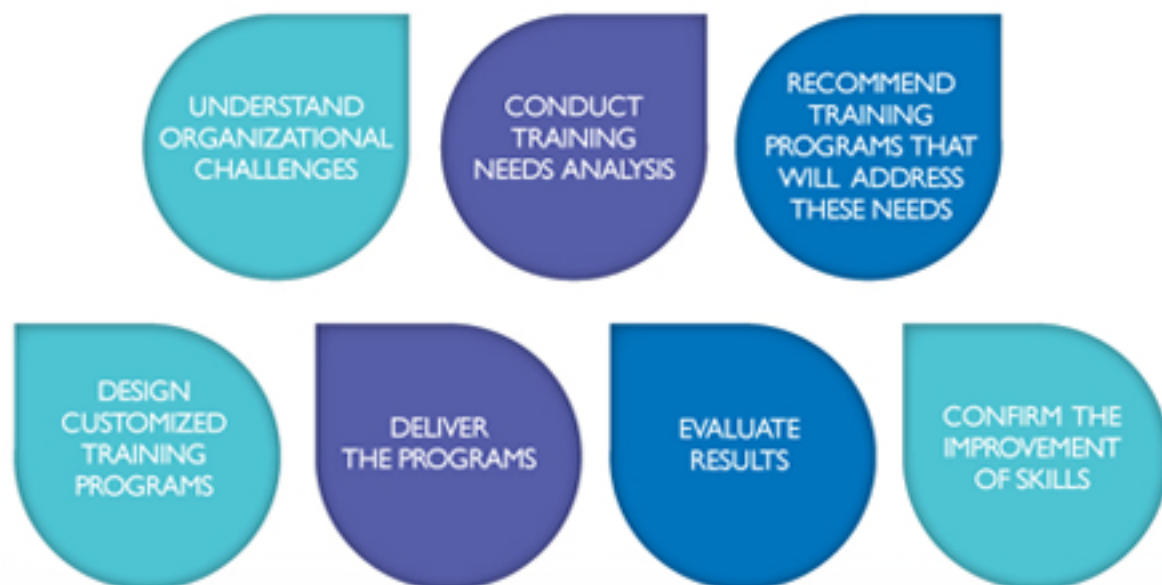 UNDERSTAND
ORGANIZATIONAL
CHALLENGES
CONDUCT
TRAINING
NEEDS ANALYSIS
RECOMMEND
TRAINING
PROGRAMS THAT
WILL ADDRESS
THESE NEEDS
DESIGN
CUSTOMIZED
TRAINING
PROGRAMS
DELIVER
THE PROGRAMS
EVALUATE
RESULTS
CONFIRM THE
IMPROVEMENT
OF SKILLS